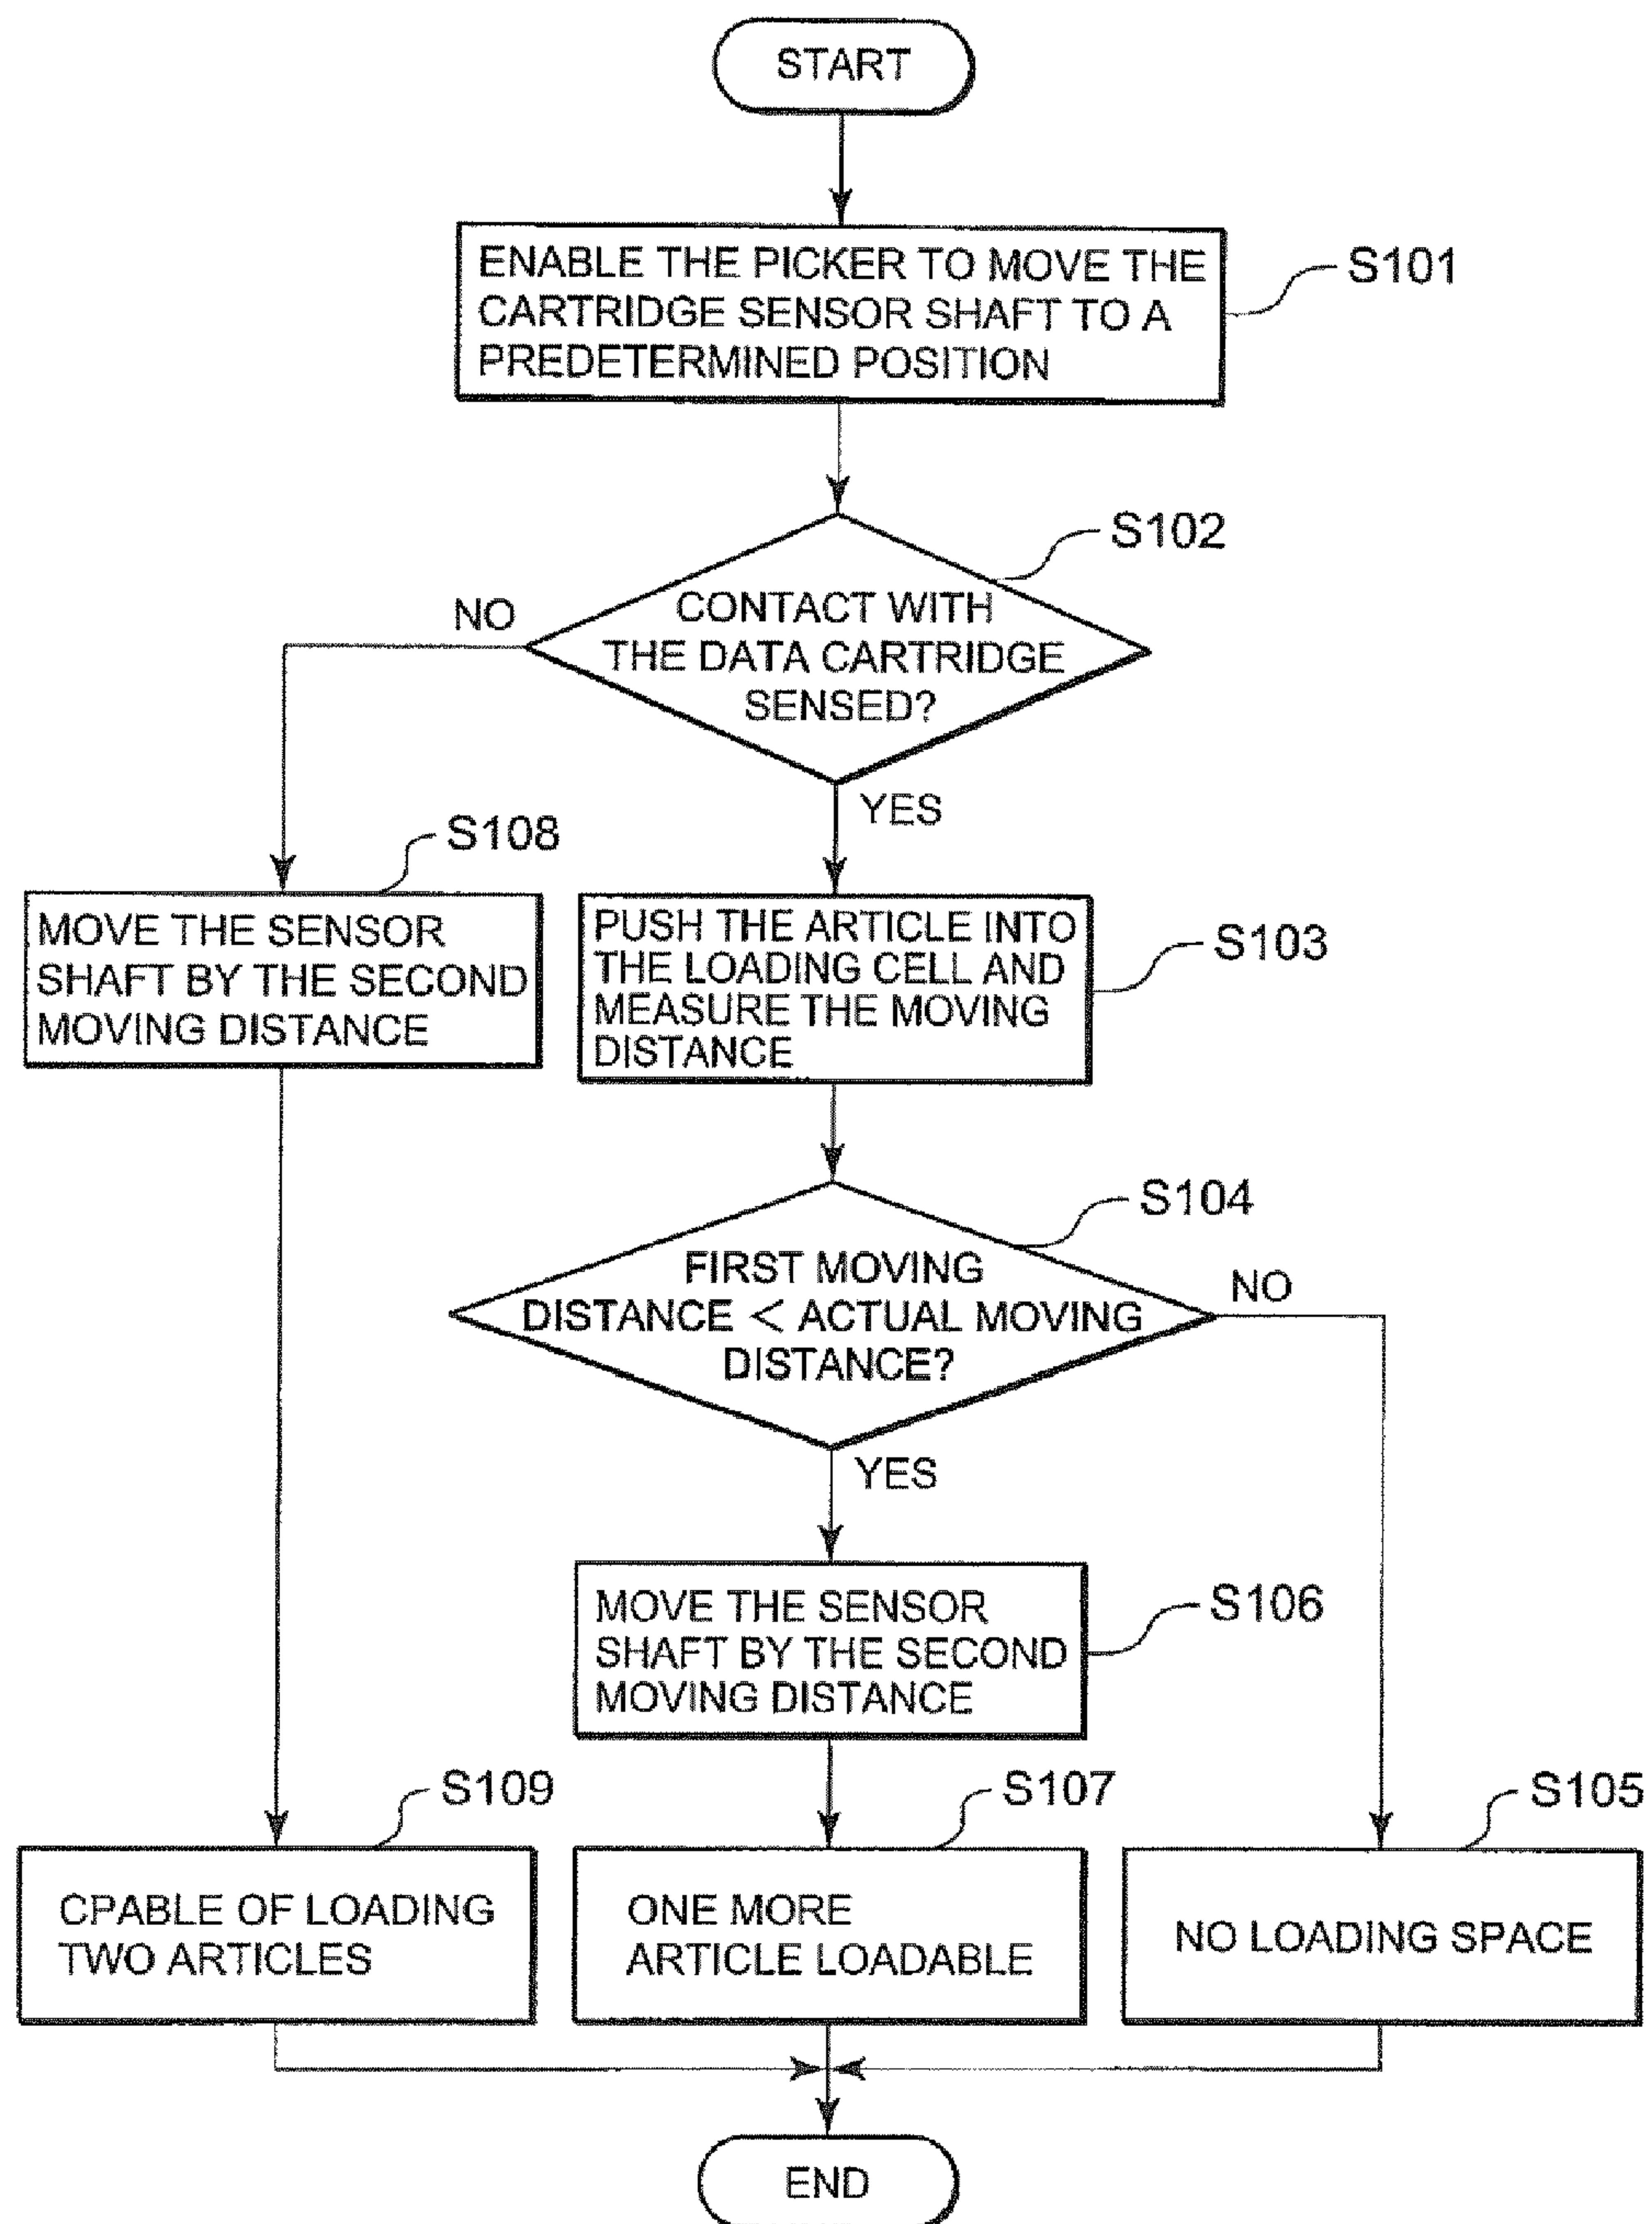 START
ENABLE THE PICKER TO MOVE THE
CARTRIDGE SENSOR SHAFT TO A
PREDETERMINED POSITION
S101
S102
CONTACT WITH
THE DATA CARTRIDGE
SENSED?
NO
YES
S108
MOVE THE SENSOR
SHAFT BY THE SECOND
MOVING DISTANCE
PUSH THE ARTICLE INTO
THE LOADING CELL AND
MEASURE THE MOVING
DISTANCE
S103
S104
FIRST MOVING
DISTANCE < ACTUAL MOVING
DISTANCE?
NO
YES
MOVE THE SENSOR
SHAFT BY THE SECOND
MOVING DISTANCE
S106
S109
CPABLE OF LOADING
TWO ARTICLES
S107
ONE MORE
ARTICLE LOADABLE
S105
NO LOADING SPACE
END